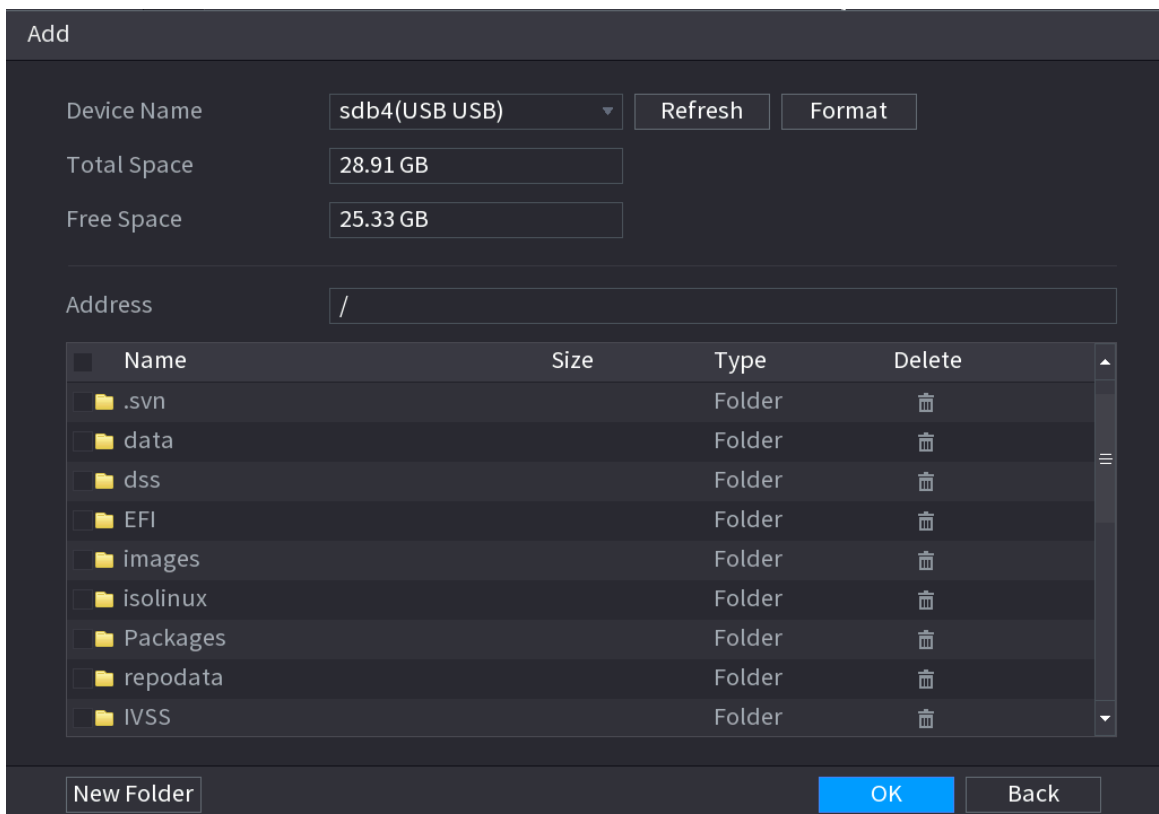 Add
Device Name sdb4(USB USB) Refresh Format
Total Space 28.91 GB
Free Space 25.33 GB
Address /
Name Size Type Delete
.svn Folder
data Folder
dss Folder
EFI Folder
images Folder
isolinux Folder
Packages Folder
repodata Folder
IVSS Folder
New Folder OK Back